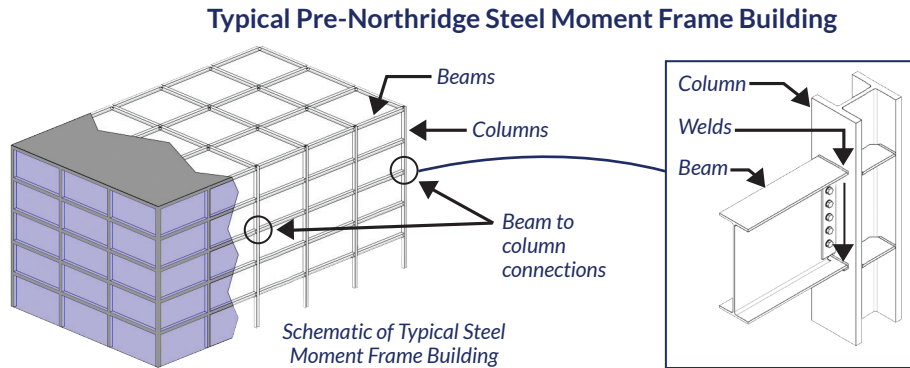 Typical Pre-Northridge Steel Moment Frame Building
Beams
Columns
Beam to
column
connections
Schematic of Typical Steel
Moment Frame Building
Column
Welds
Beam